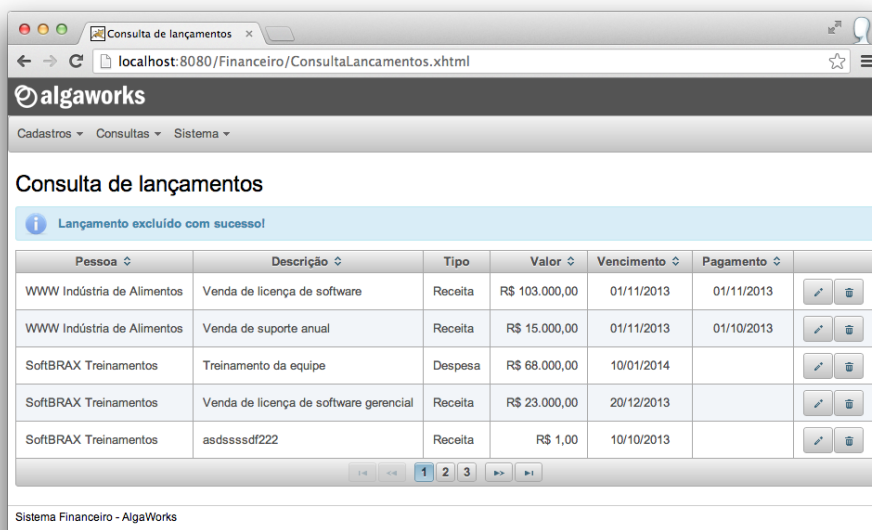 Consulta de lançamentos
localhost:8080/Financeiro/ConsultaLancamentos.xhtml
algaworks
Cadastros Consultas Sistema
Consulta de lançamentos
Lançamento excluído com sucesso!
Pessoa Descrição Tipo Valor Vencimento Pagamento
WWW Indústria de Alimentos Venda de licença de software Receita R$ 103.000,00 01/11/2013 01/11/2013
WWW Indústria de Alimentos Venda de suporte anual Receita R$ 15.000,00 01/11/2013 01/10/2013
SoftBRAX Treinamentos Treinamento da equipe Despesa R$ 68.000,00 10/01/2014
SoftBRAX Treinamentos Venda de licença de software gerencial Receita R$ 23.000,00 20/12/2013
SoftBRAX Treinamentos asdssssdf222 Receita R$ 1,00 10/10/2013
1 2 3
Sistema Financeiro - AlgaWorks